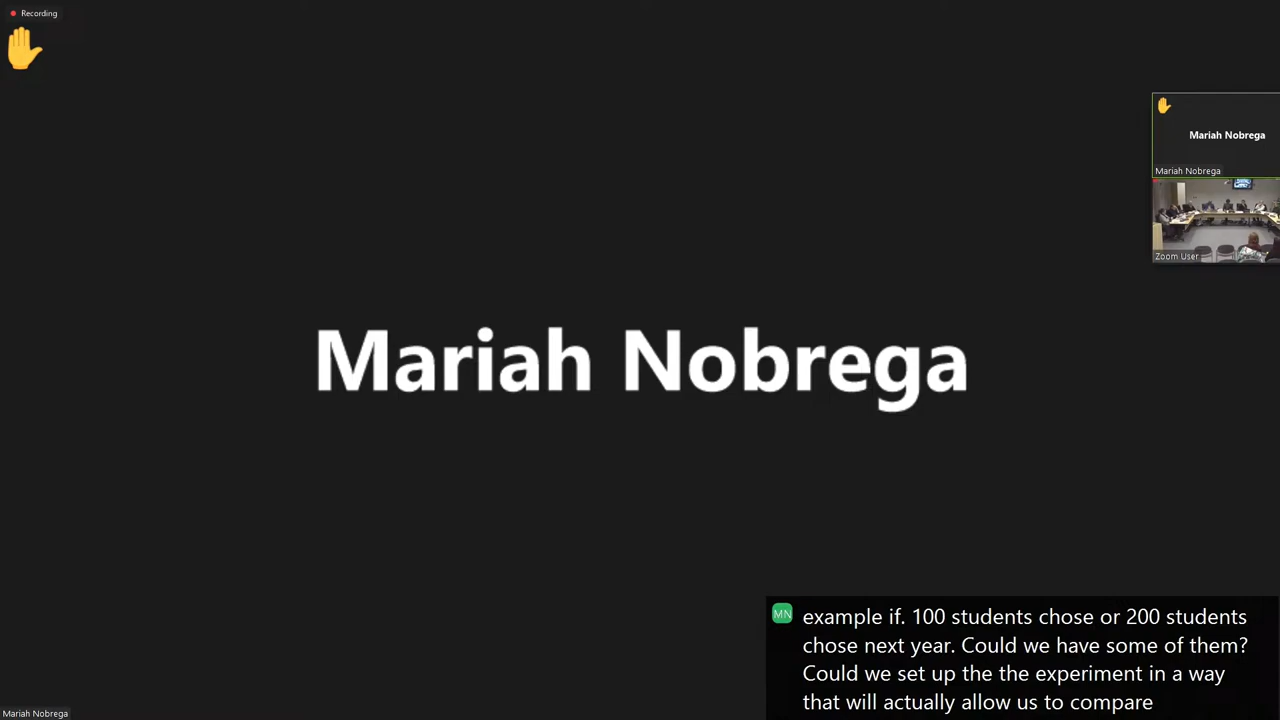 Recording
Mariah Nobrega
Mariah Nobrega
Zoom User
Mariah Nobrega
MN
example if. 100 students chose or 200 students
chose next year. Could we have some of them?
Could we set up the the experiment in a way
that will actually allow us to compare
Mariah Nobrega